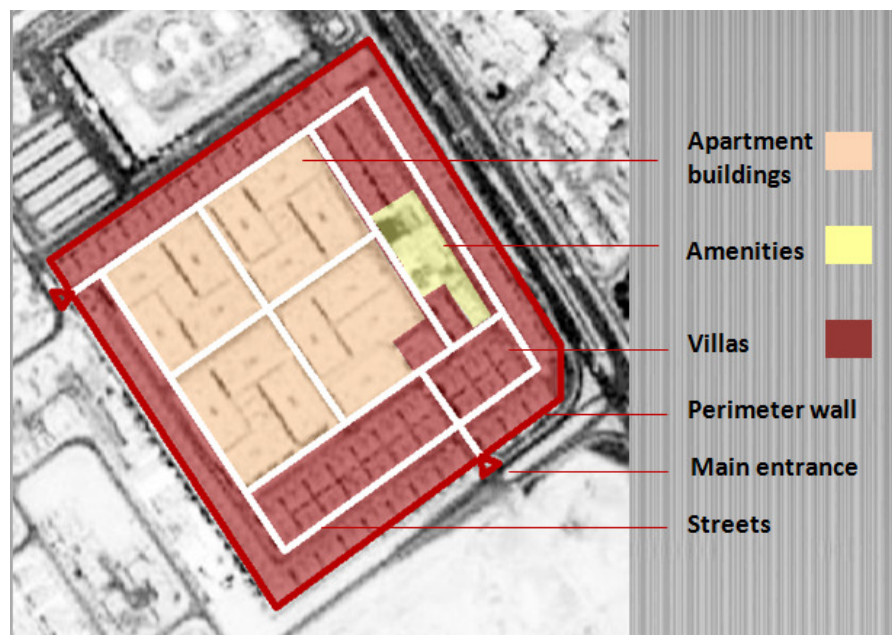 Apartment
buildings
Amenities
Villas
Perimeter wall
Main entrance
Streets